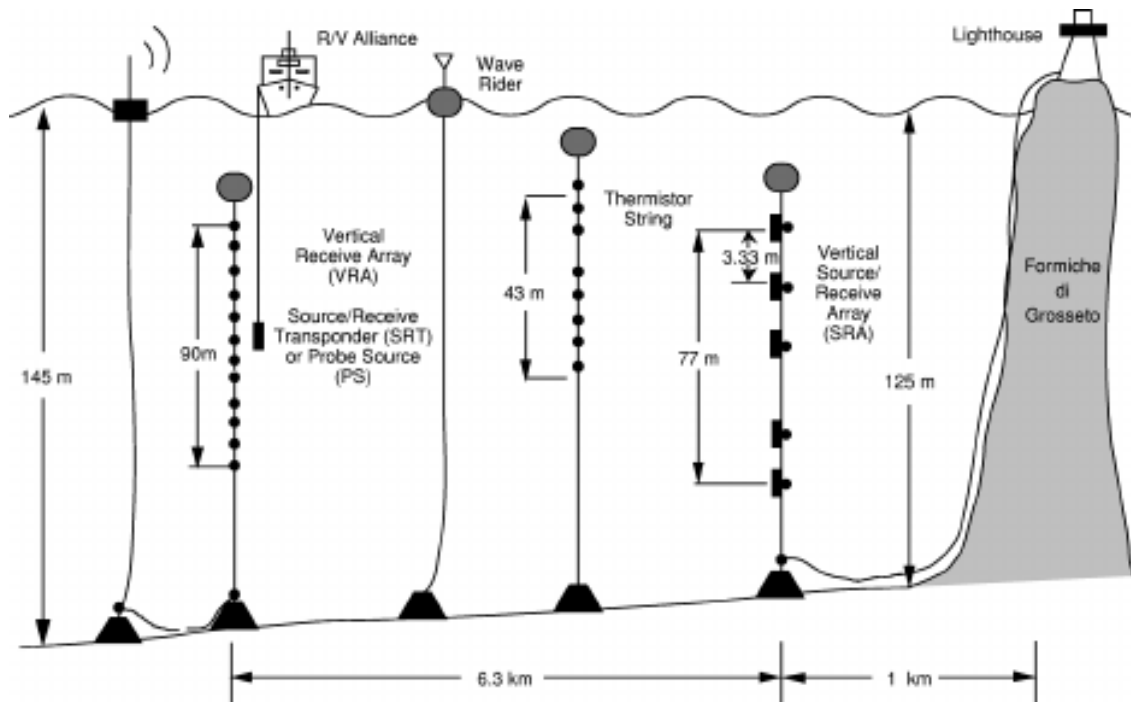 R/V Alliance
Wave
Rider
Lighthouse
Thermistor
String
Vertical
Receive Array
(VRA)
Source/Receive
Transponder (SRT)
or Probe Source
(PS)
3.33 m
Vertical
Source/
Receive
Array
(SRA)
Formiche
di
Grosseto
43 m
90m
77 m
145 m
125 m
6.3 km
1 km